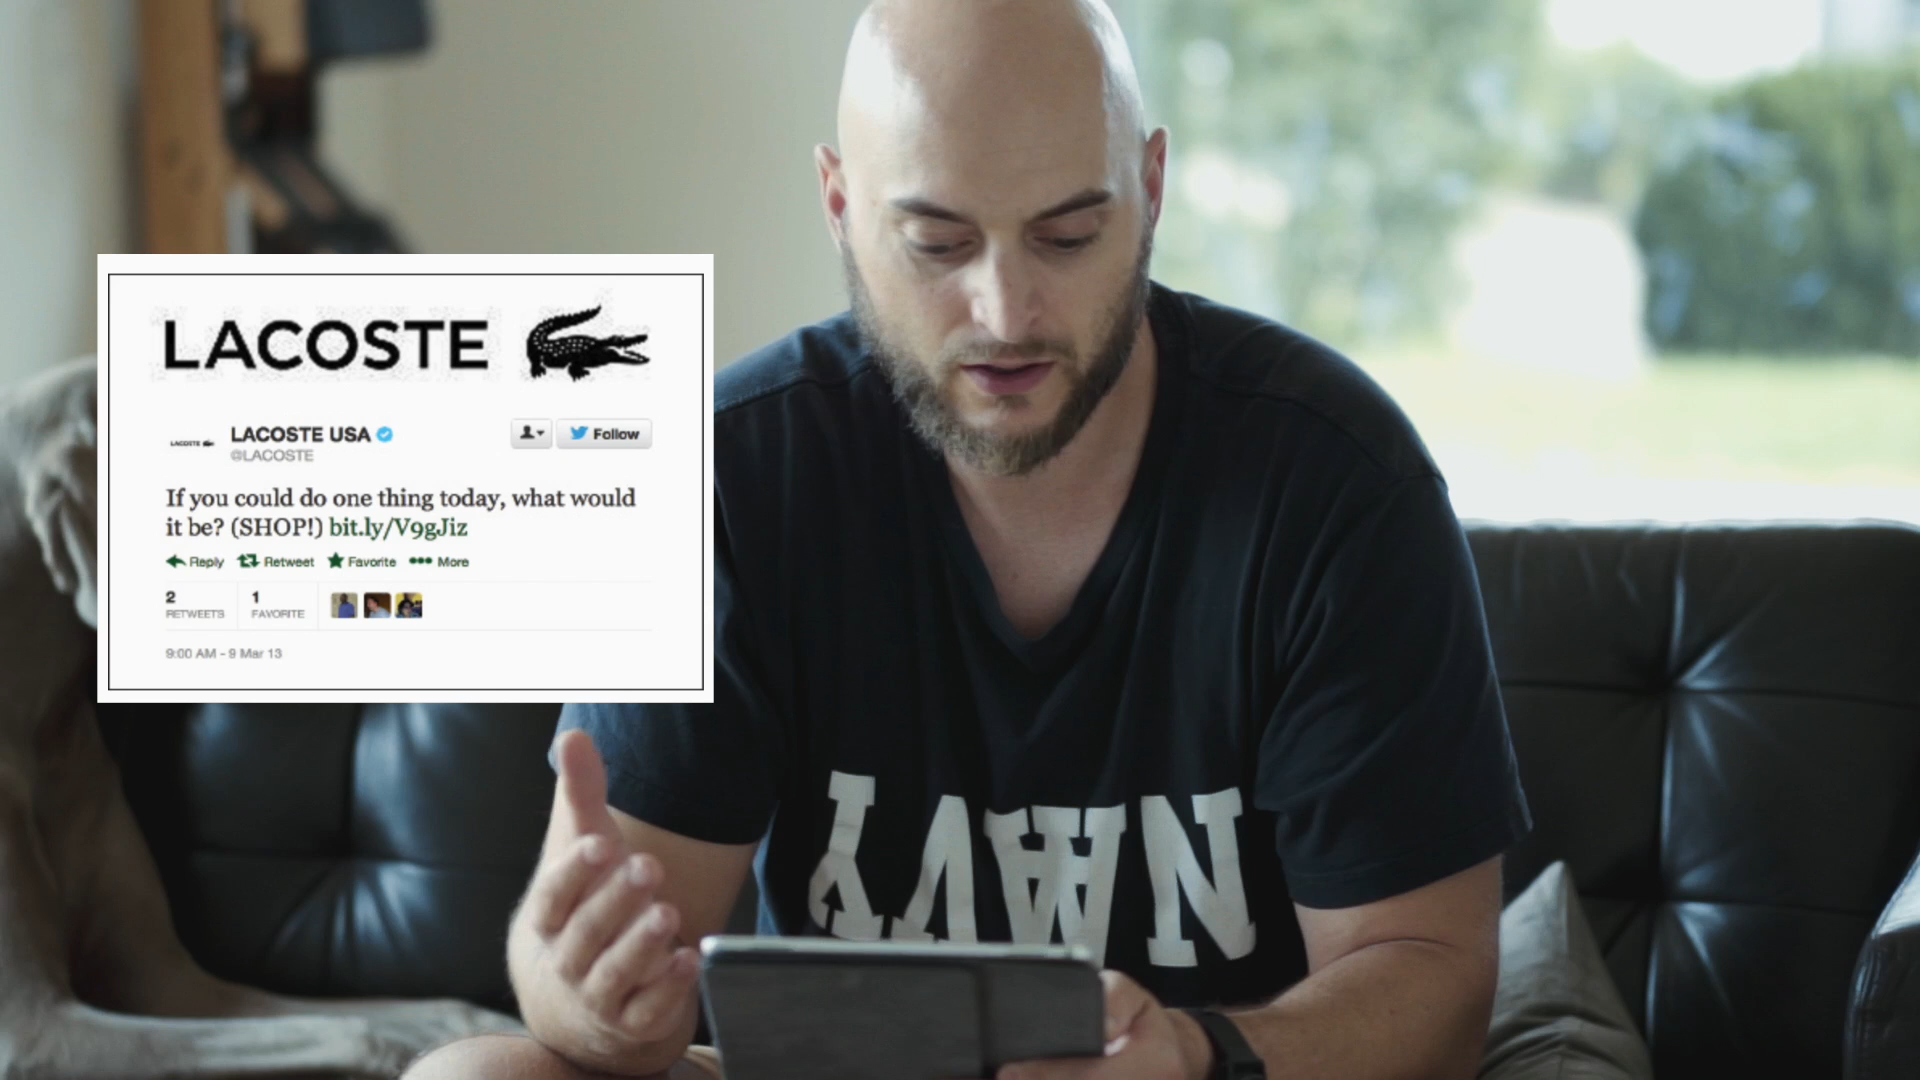 LACOSTE
LACOSTE
LACOSTE USA
@LACOSTE
Follow
If you could do one thing today, what would
it be? (SHOP!) bit.ly/V9gJiz
Reply Retweet Favorite More
2 1
RETWEETS FAVORITE
9:00 AM - 9 Mar 13